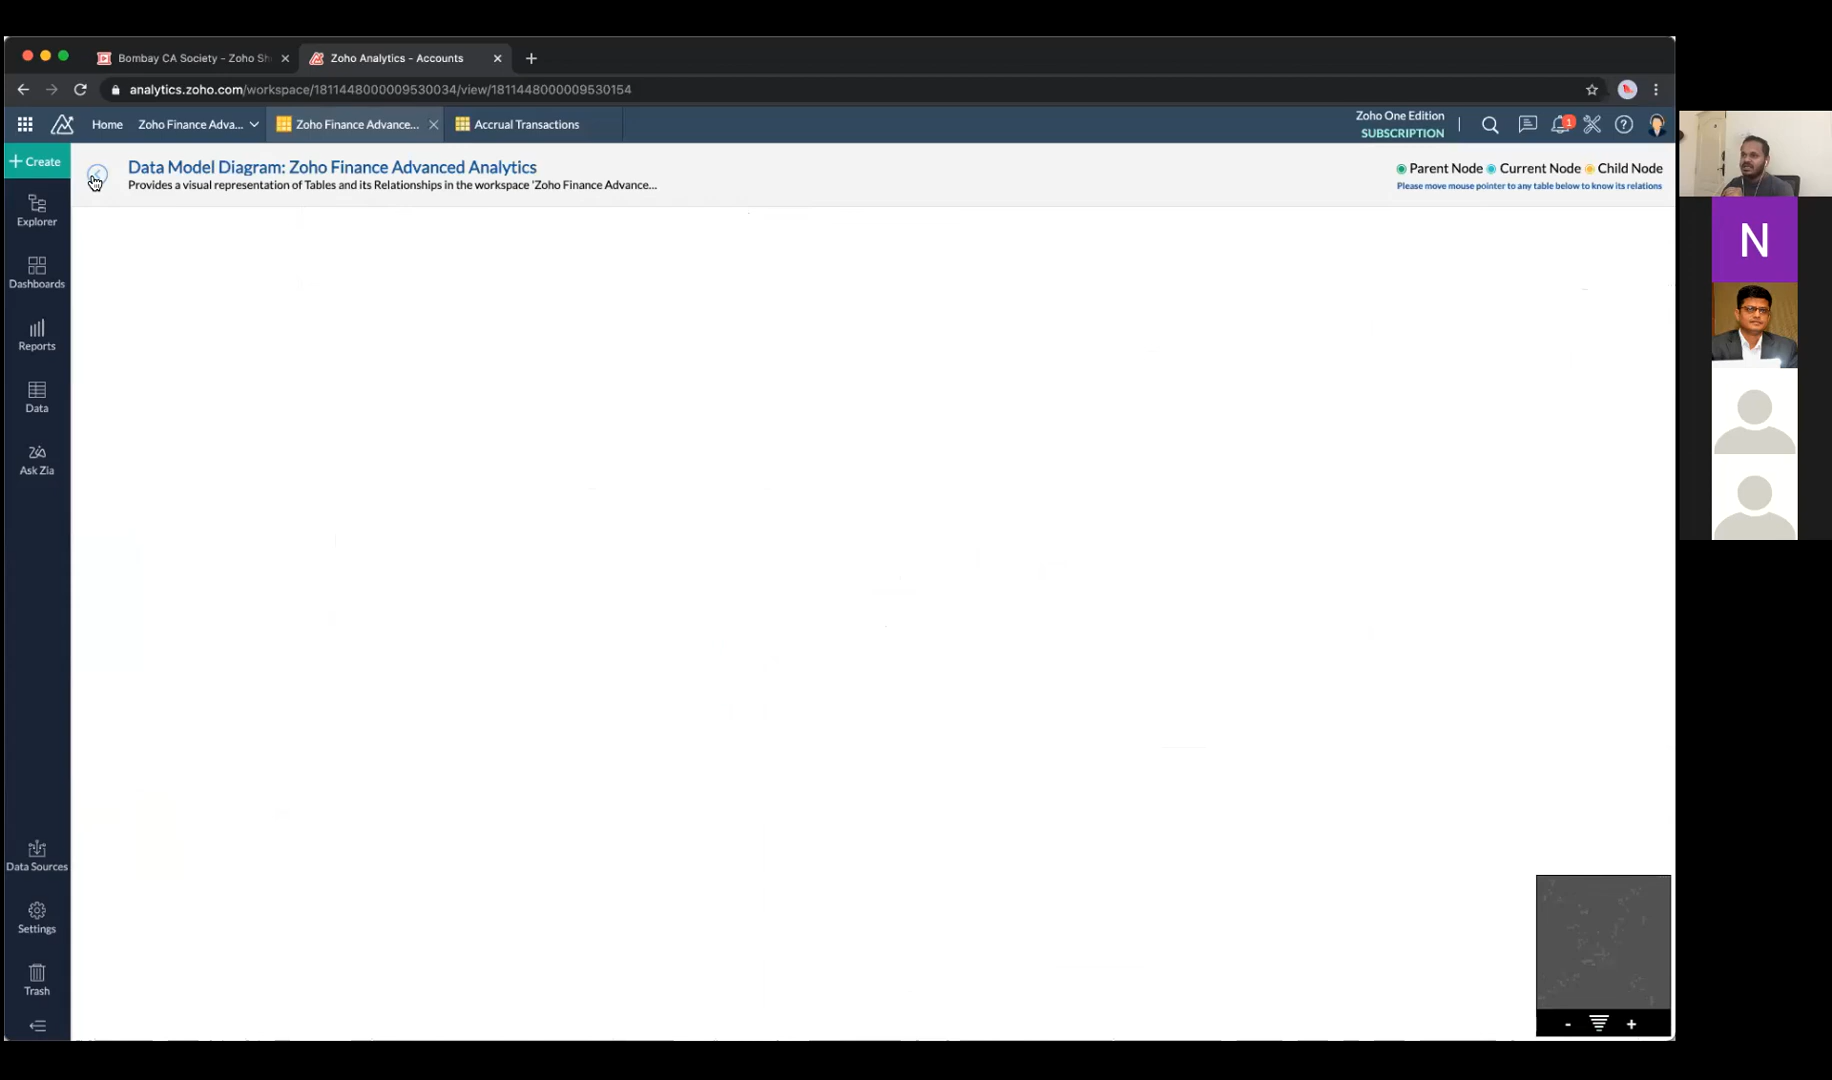 Bombay CA Society - Zoho Sh
Zoho Analytics - Accounts
analytics.zoho.com/workspace/1811448000009530034/view/1811448000009530154
Home
Zoho Finance Adva...
Zoho Finance Advance...
Accrual Transactions
Zoho One Edition
SUBSCRIPTION
1
+ Create
Data Model Diagram: Zoho Finance Advanced Analytics
Provides a visual representation of Tables and its Relationships in the workspace 'Zoho Finance Advance...
Parent Node
Current Node
Child Node
Please move mouse pointer to any table below to know its relations
Explorer
Dashboards
Reports
Data
Ask Zia
Data Sources
Settings
Trash
N
- +